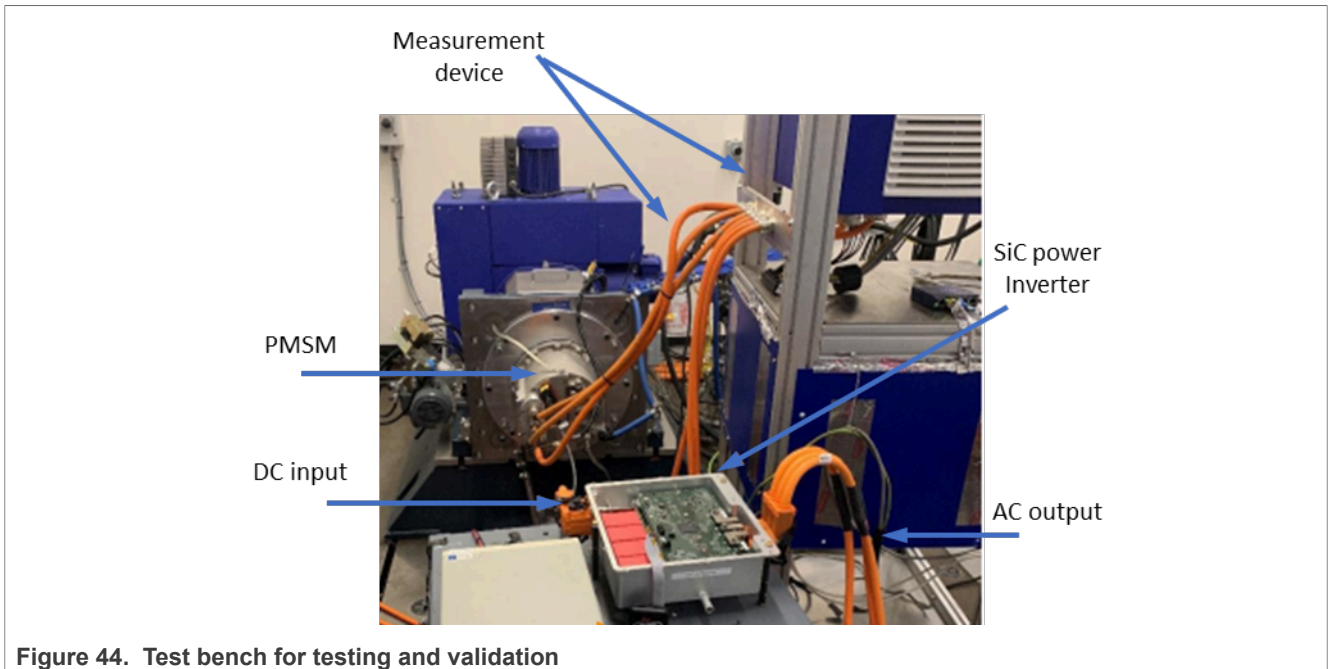 Measurement
device
SiC power
Inverter
PMSM
DC input
AC output
Figure 44. Test bench for testing and validation